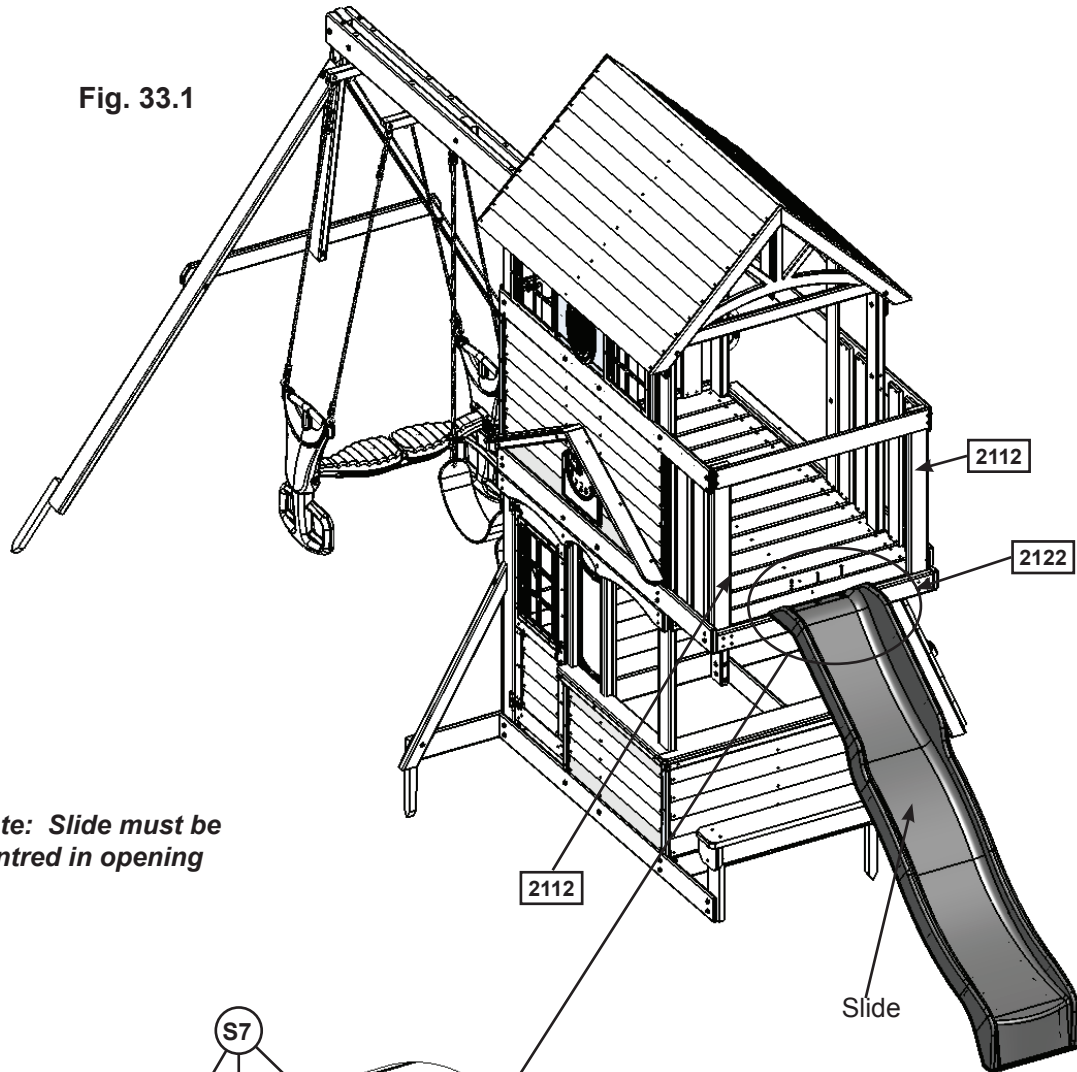 Fig. 33.1
2112
2122
te: Slide must be
ntred in opening
2112
Slide
S7